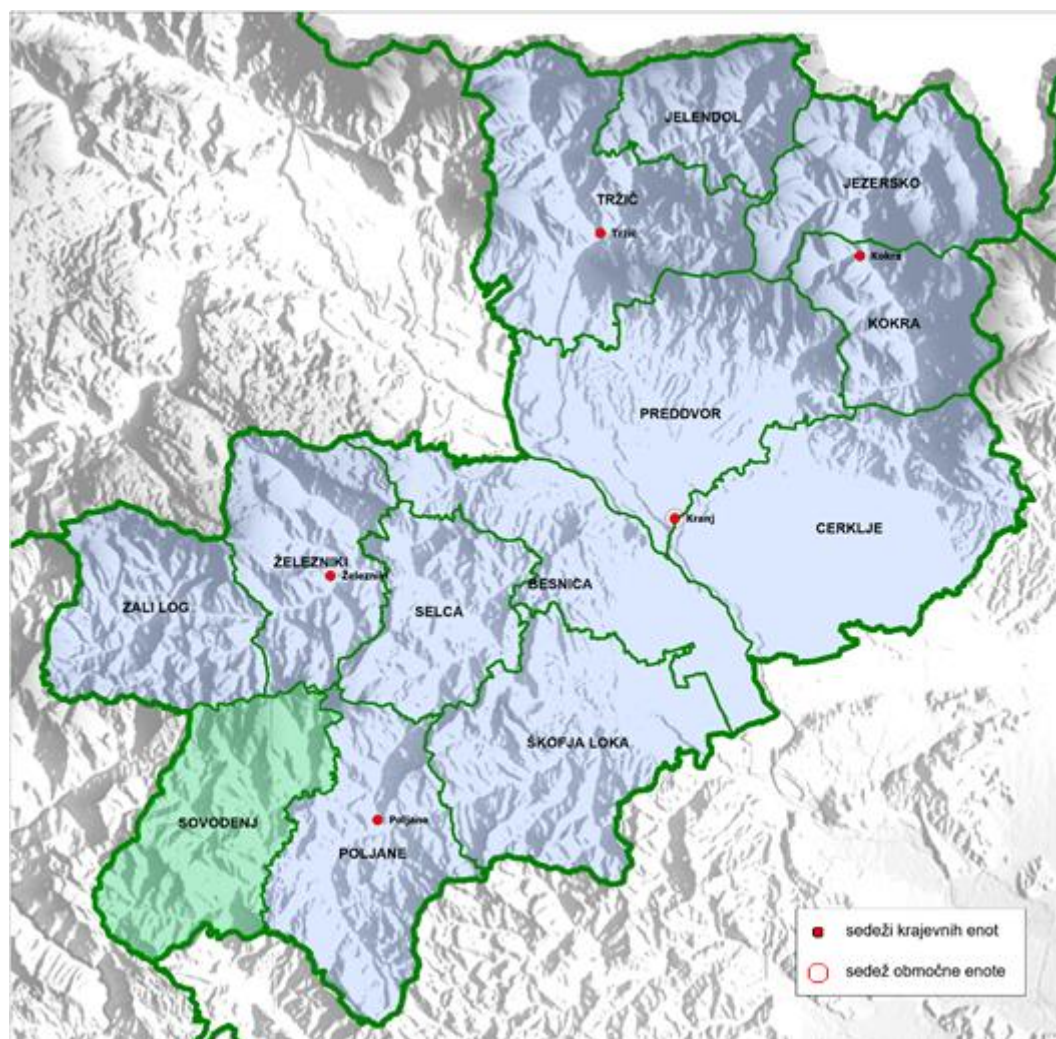 JELENDOL
JEZERSKO
TRŽIČ
Tržič
Kokra
KOKRA
PREDDVOR
Kranj
CERKLJE
ŽELEZNIKI
Železniki
BESNICA
ZALI LOG
SELCA
ŠKOFJA LOKA
SOVODENJ
Poljane
POLJANE
sedeži krajevnih enot
sedež območne enote